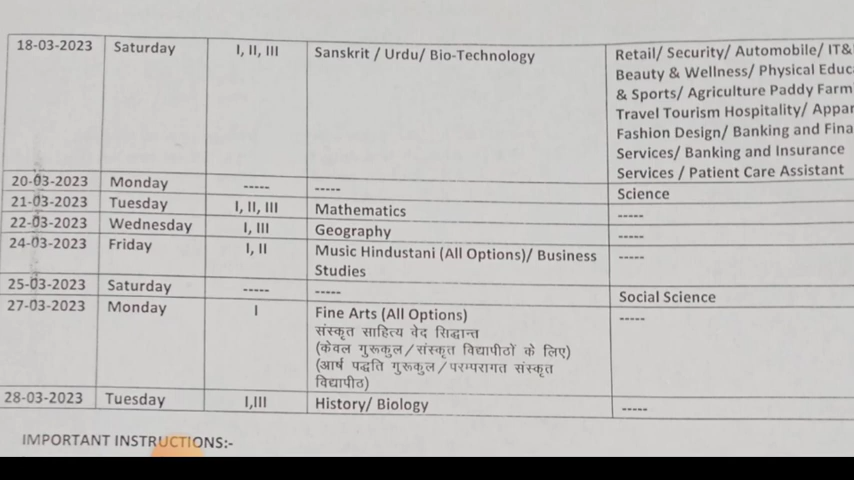 18-03-2023 Saturday I, II, III Sanskrit / Urdu/ Bio-Technology Retail/ Security/ Automobile/ IT&
Beauty & Wellness/ Physical Educ
& Sports/ Agriculture Paddy Farm
Travel Tourism Hospitality/ Appar
Fashion Design/ Banking and Fina
Services/ Banking and Insurance
Services / Patient Care Assistant
20-03-2023 Monday ----- ----- Science
21-03-2023 Tuesday I, II, III Mathematics -----
22-03-2023 Wednesday I, III Geography -----
24-03-2023 Friday I, II Music Hindustani (All Options)/ Business -----
Studies
25-03-2023 Saturday ----- ----- Social Science
27-03-2023 Monday I Fine Arts (All Options) -----
संस्कृत साहित्य वेद सिद्धान्त
(केवल गुरूकुल/संस्कृत विद्यापीठों के लिए)
(आर्ष पद्धति गुरूकुल/परम्परागत संस्कृत
विद्यापीठ)
28-03-2023 Tuesday I,III History/ Biology -----
IMPORTANT INSTRUCTIONS:-